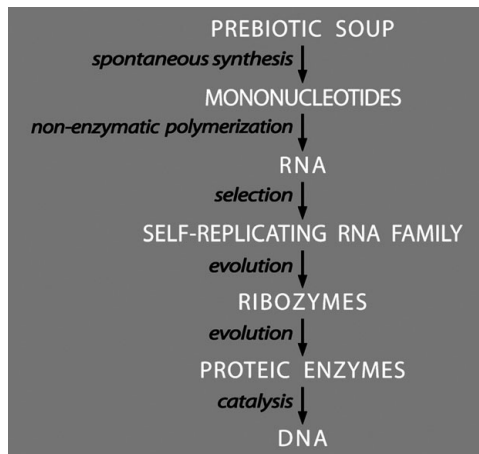 PREBIOTIC SOUP
spontaneous synthesis
MONONUCLEOTIDES
non-enzymatic polymerization
RNA
selection
SELF-REPLICATING RNA FAMILY
evolution
RIBOZYMES
evolution
PROTEIC ENZYMES
catalysis
DNA